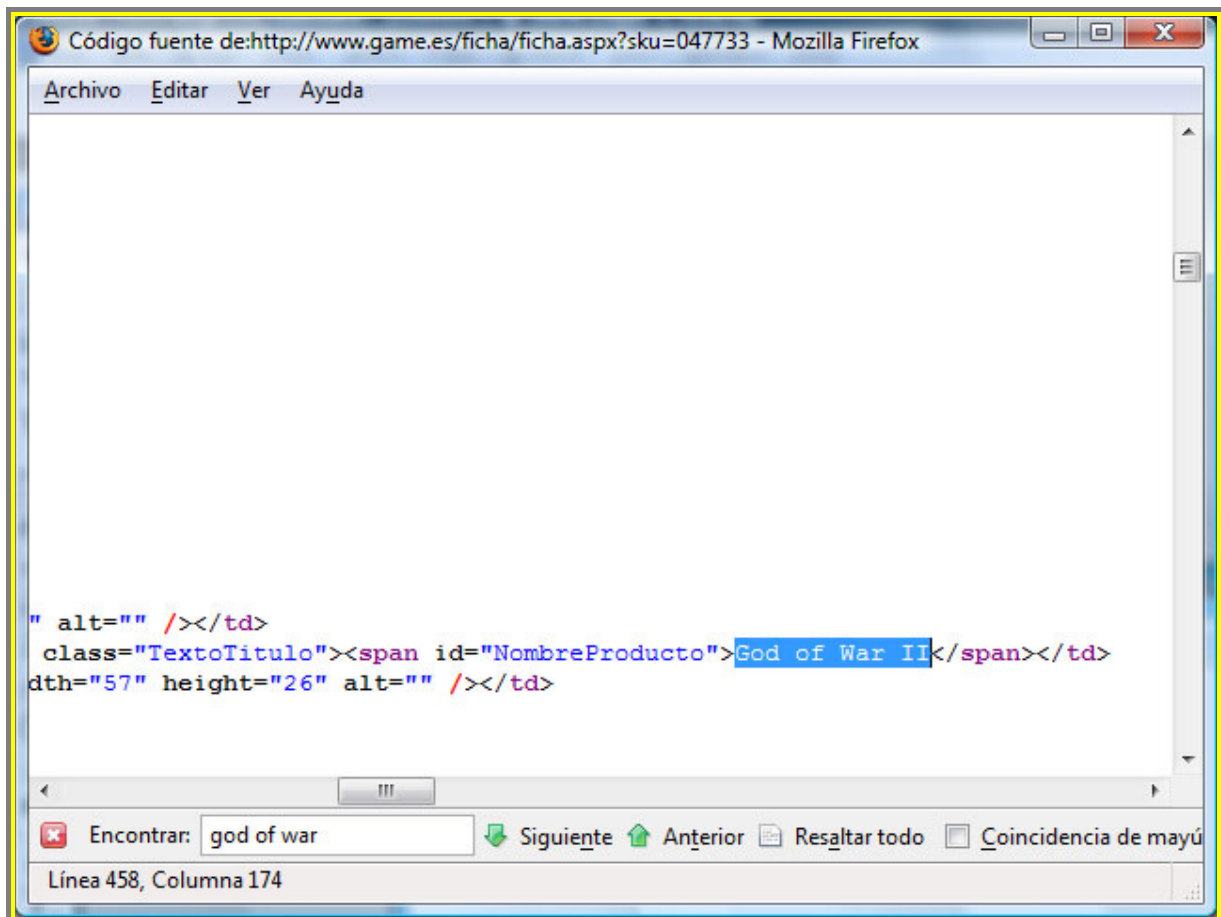 Código fuente de:http://www.game.es/ficha/ficha.aspx?sku=047733 - Mozilla Firefox
Archivo Editar Ver Ayuda
" alt="" /></td>
class="TextoTitulo"><span id="NombreProducto">God of War II</span></td>
dth="57" height="26" alt="" /></td>
Encontrar: god of war Siguiente Anterior Resaltar todo Coincidencia de mayú
Línea 458, Columna 174